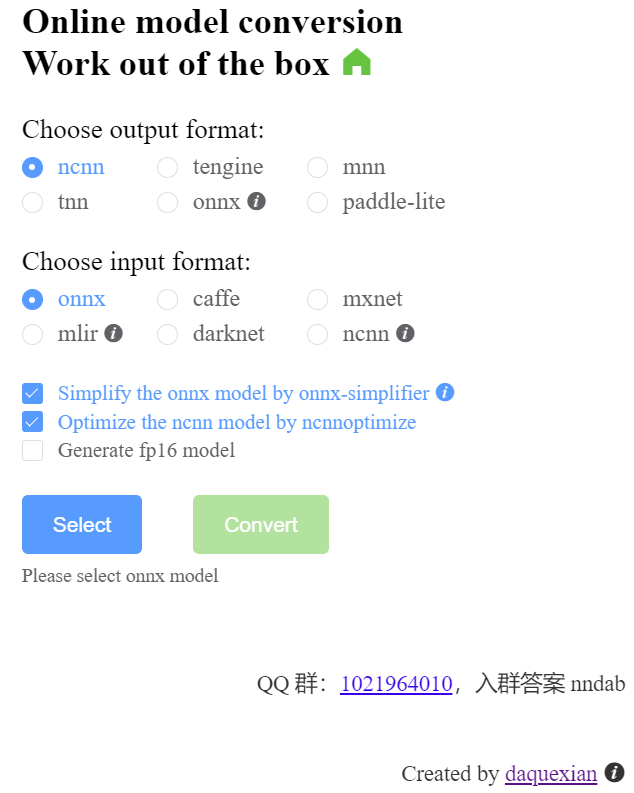 Online model conversion
Work out of the box
Choose output format:
ncnn tengine mnn
tnn onnx paddle-lite
Choose input format:
onnx caffe mxnet
mlir darknet ncnn
Simplify the onnx model by onnx-simplifier
Optimize the ncnn model by ncnnoptimize
Generate fp16 model
Select Convert
Please select onnx model
QQ 群：1021964010，入群答案 nndab
Created by daquexian